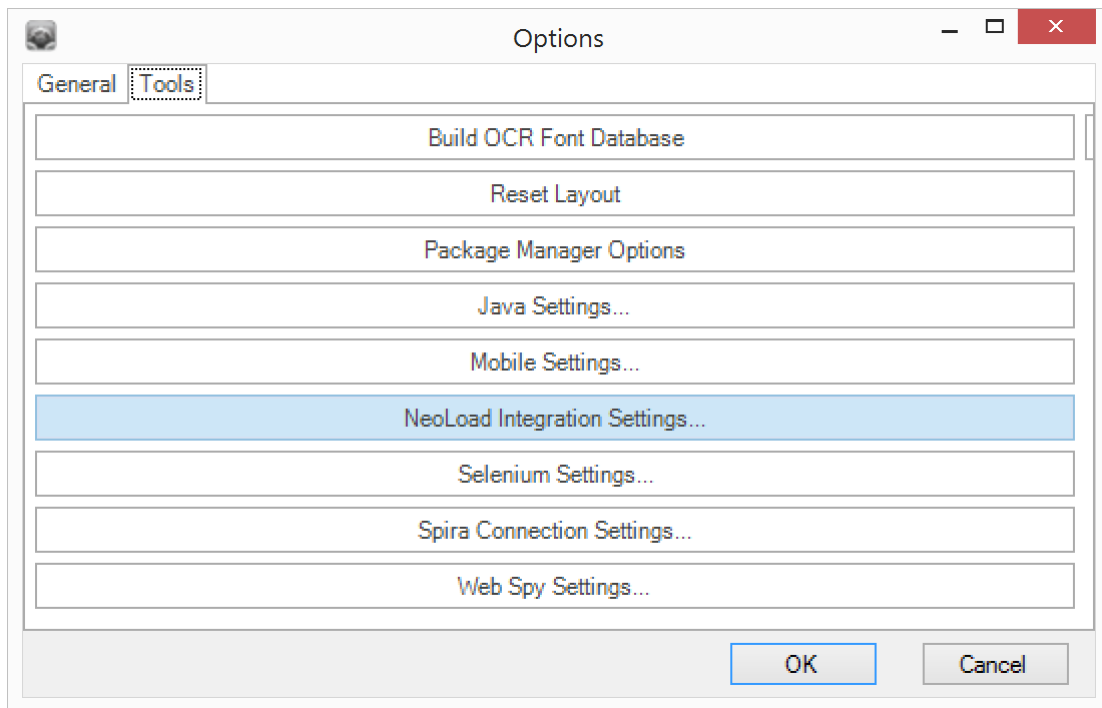 Options
General Tools
Build OCR Font Database
Reset Layout
Package Manager Options
Java Settings...
Mobile Settings...
NeoLoad Integration Settings...
Selenium Settings...
Spira Connection Settings...
Web Spy Settings...
OK Cancel